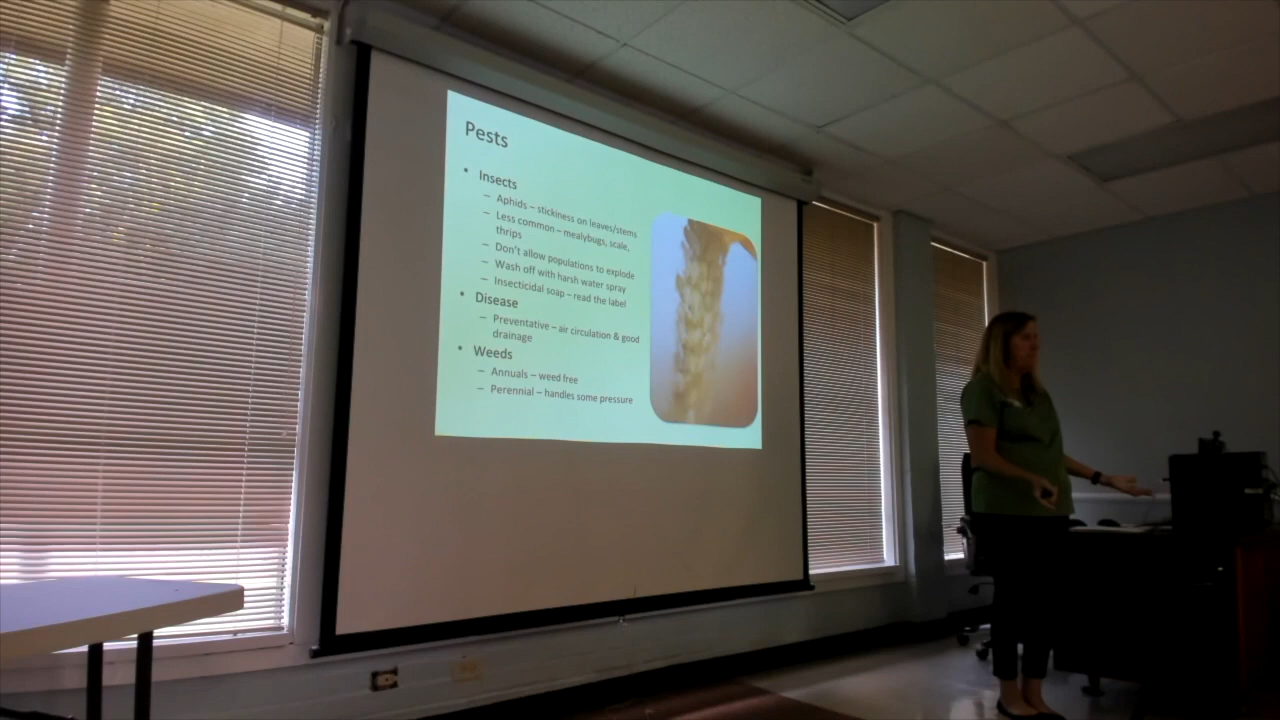 Pests
• Insects
– Aphids – stickiness on leaves/stems
– Less common – mealybugs, scale,
thrips
– Don't allow populations to explode
– Wash off with harsh water spray
– Insecticidal soap – read the label
• Disease
– Preventative – air circulation & good
drainage
• Weeds
– Annuals – weed free
– Perennial – handles some pressure